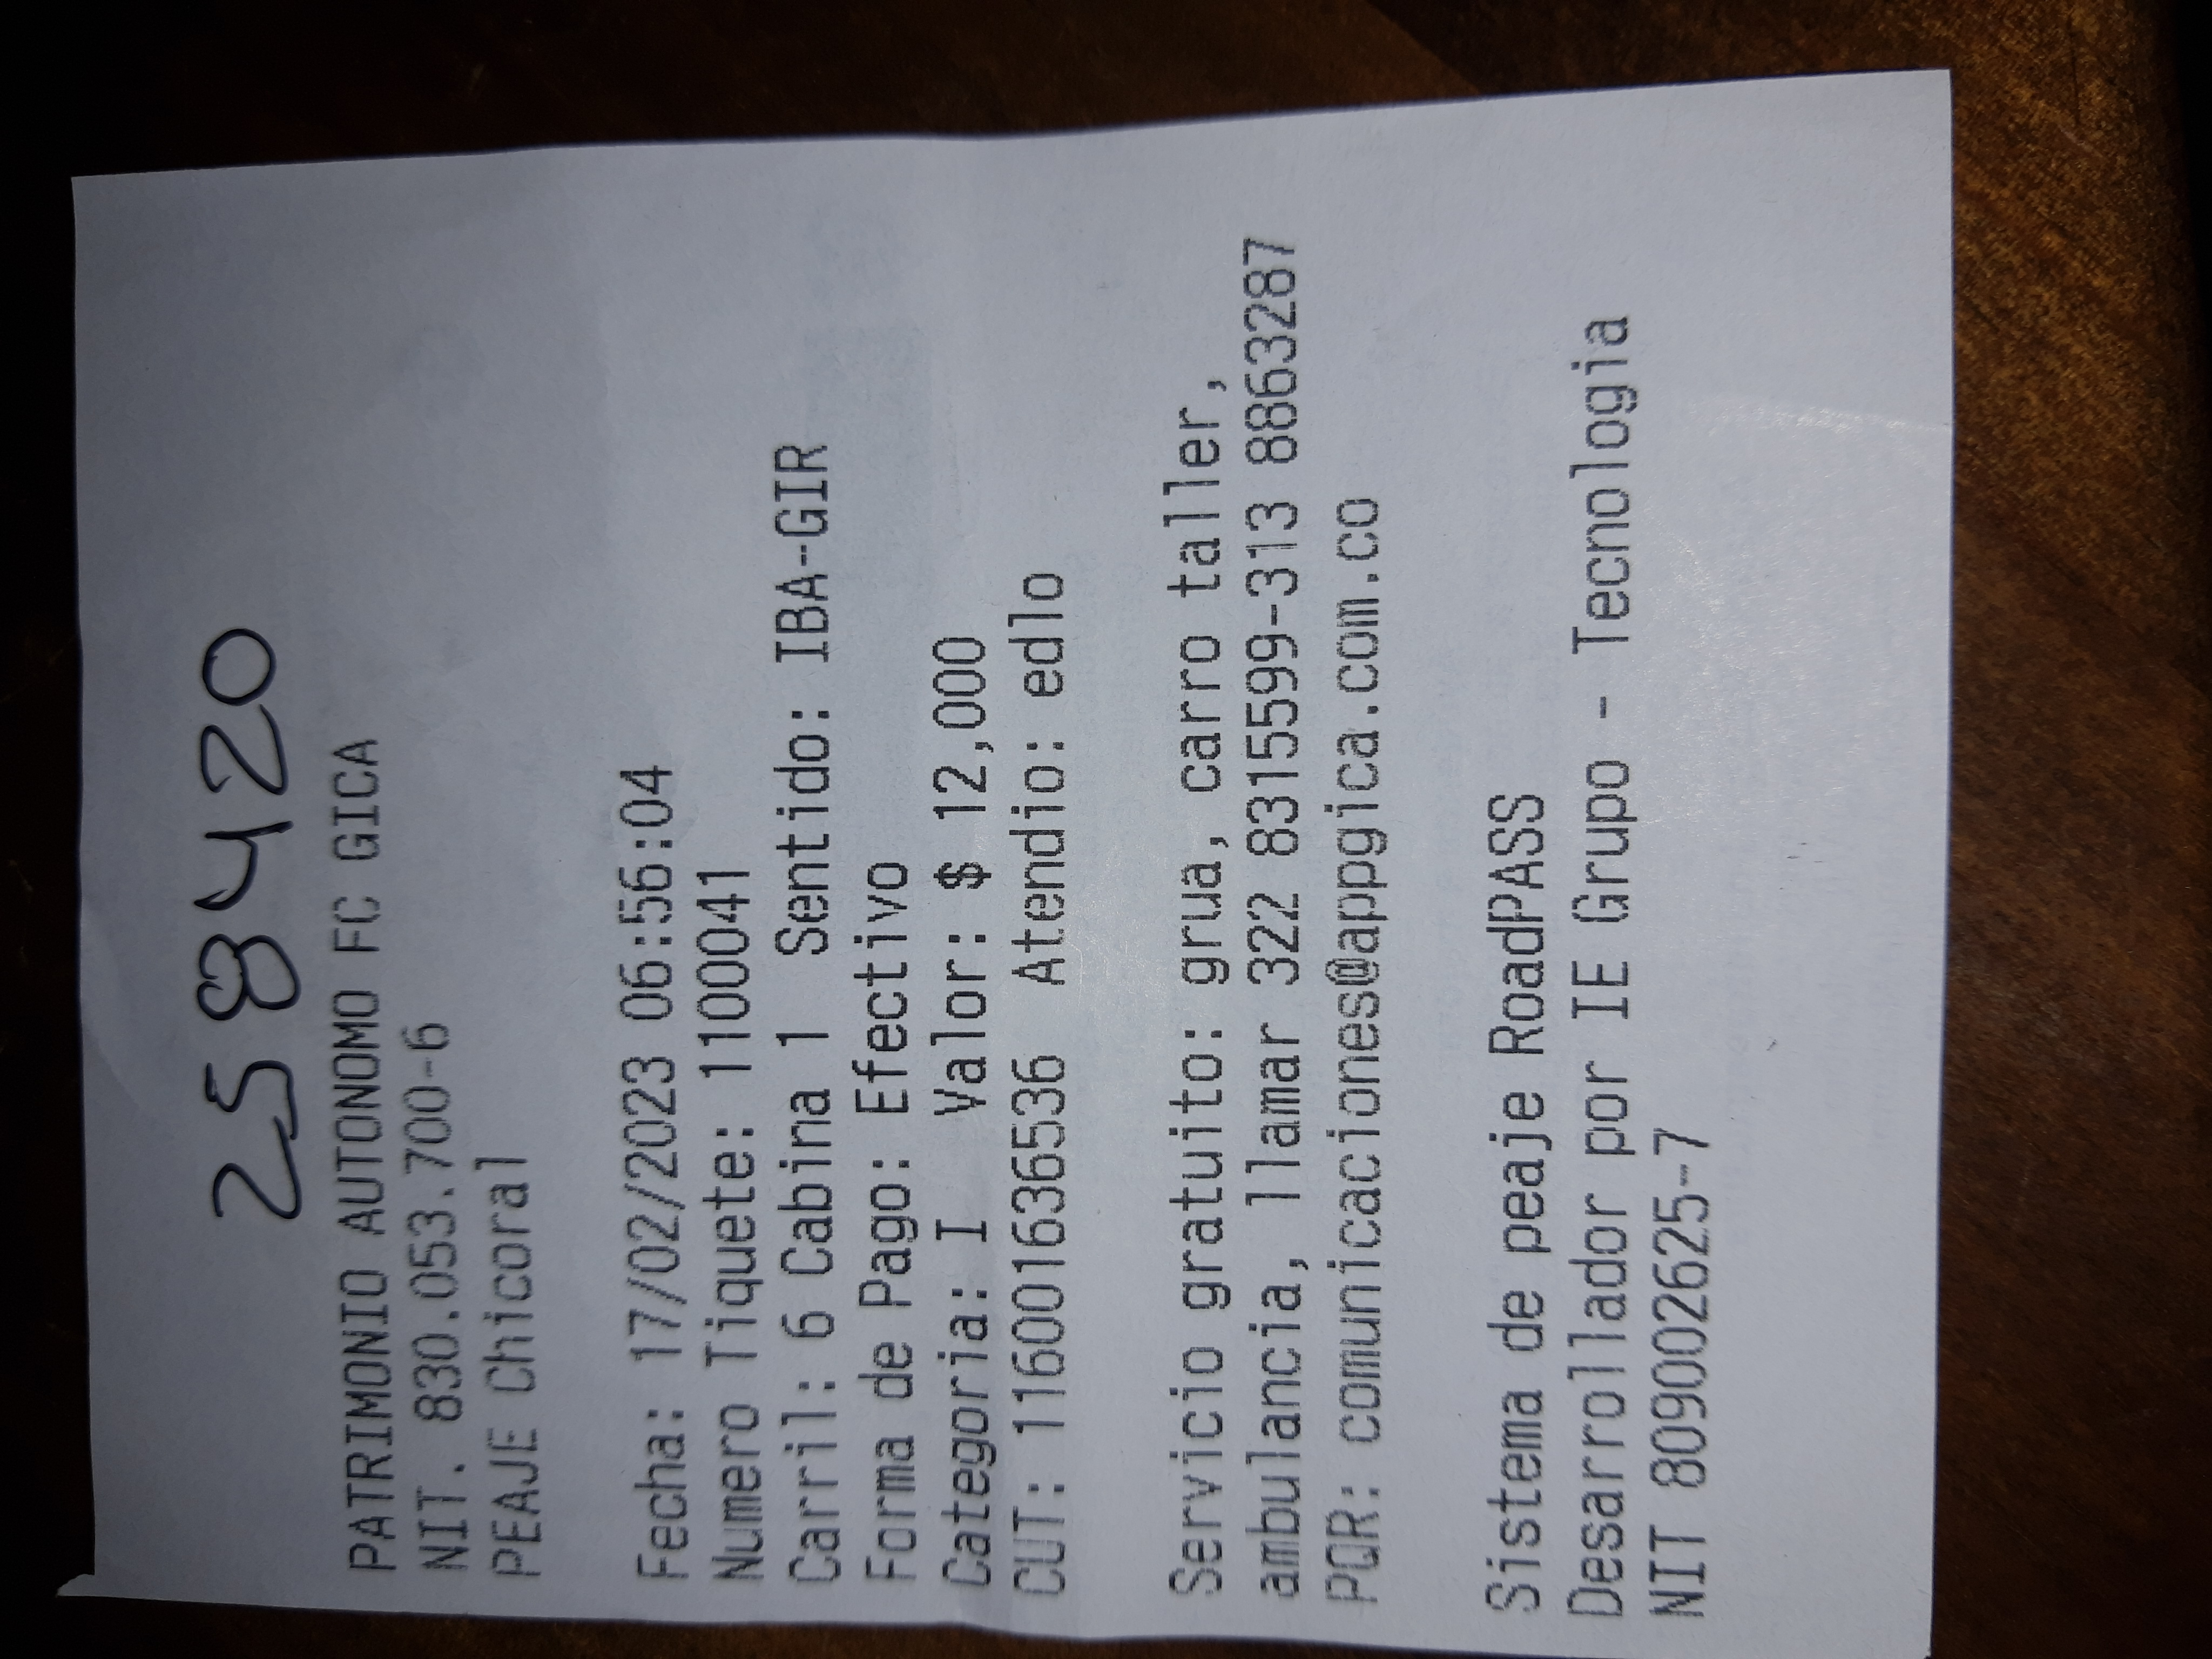 258420
PATRIMONIO AUTONOMO FC GICA
NIT. 830.053.700-6
PEAJE Chicoral
Fecha: 17/02/2023 06:56:04
Numero Tiquete: 1100041
Carril: 6 Cabina 1 Sentido: IBA-GIR
Forma de Pago: Efectivo
Categoria: I Valor: $ 12,000
CUT: 1160001636536 Atendio: edlo
Servicio gratuito: grua, carro taller,
ambulancia, llamar 322 8315599-313 8863287
PQR: comunicaciones@appgica.com.co
Sistema de peaje RoadPASS
Desarrollador por IE Grupo - Tecnologia
NIT 809002625-7